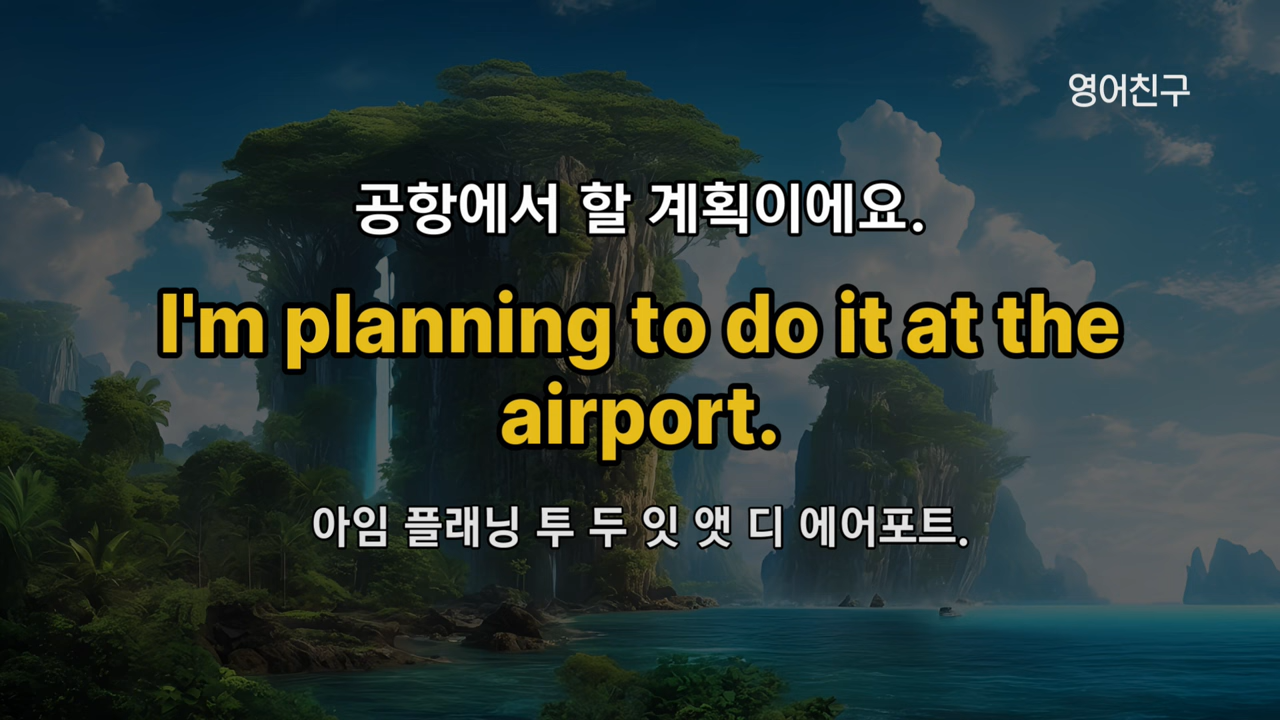 영어친구
공항에서 할 계획이에요.
I'm planning to do it at the
airport.
아임 플래닝 투 두 잇 앳 디 에어포트.